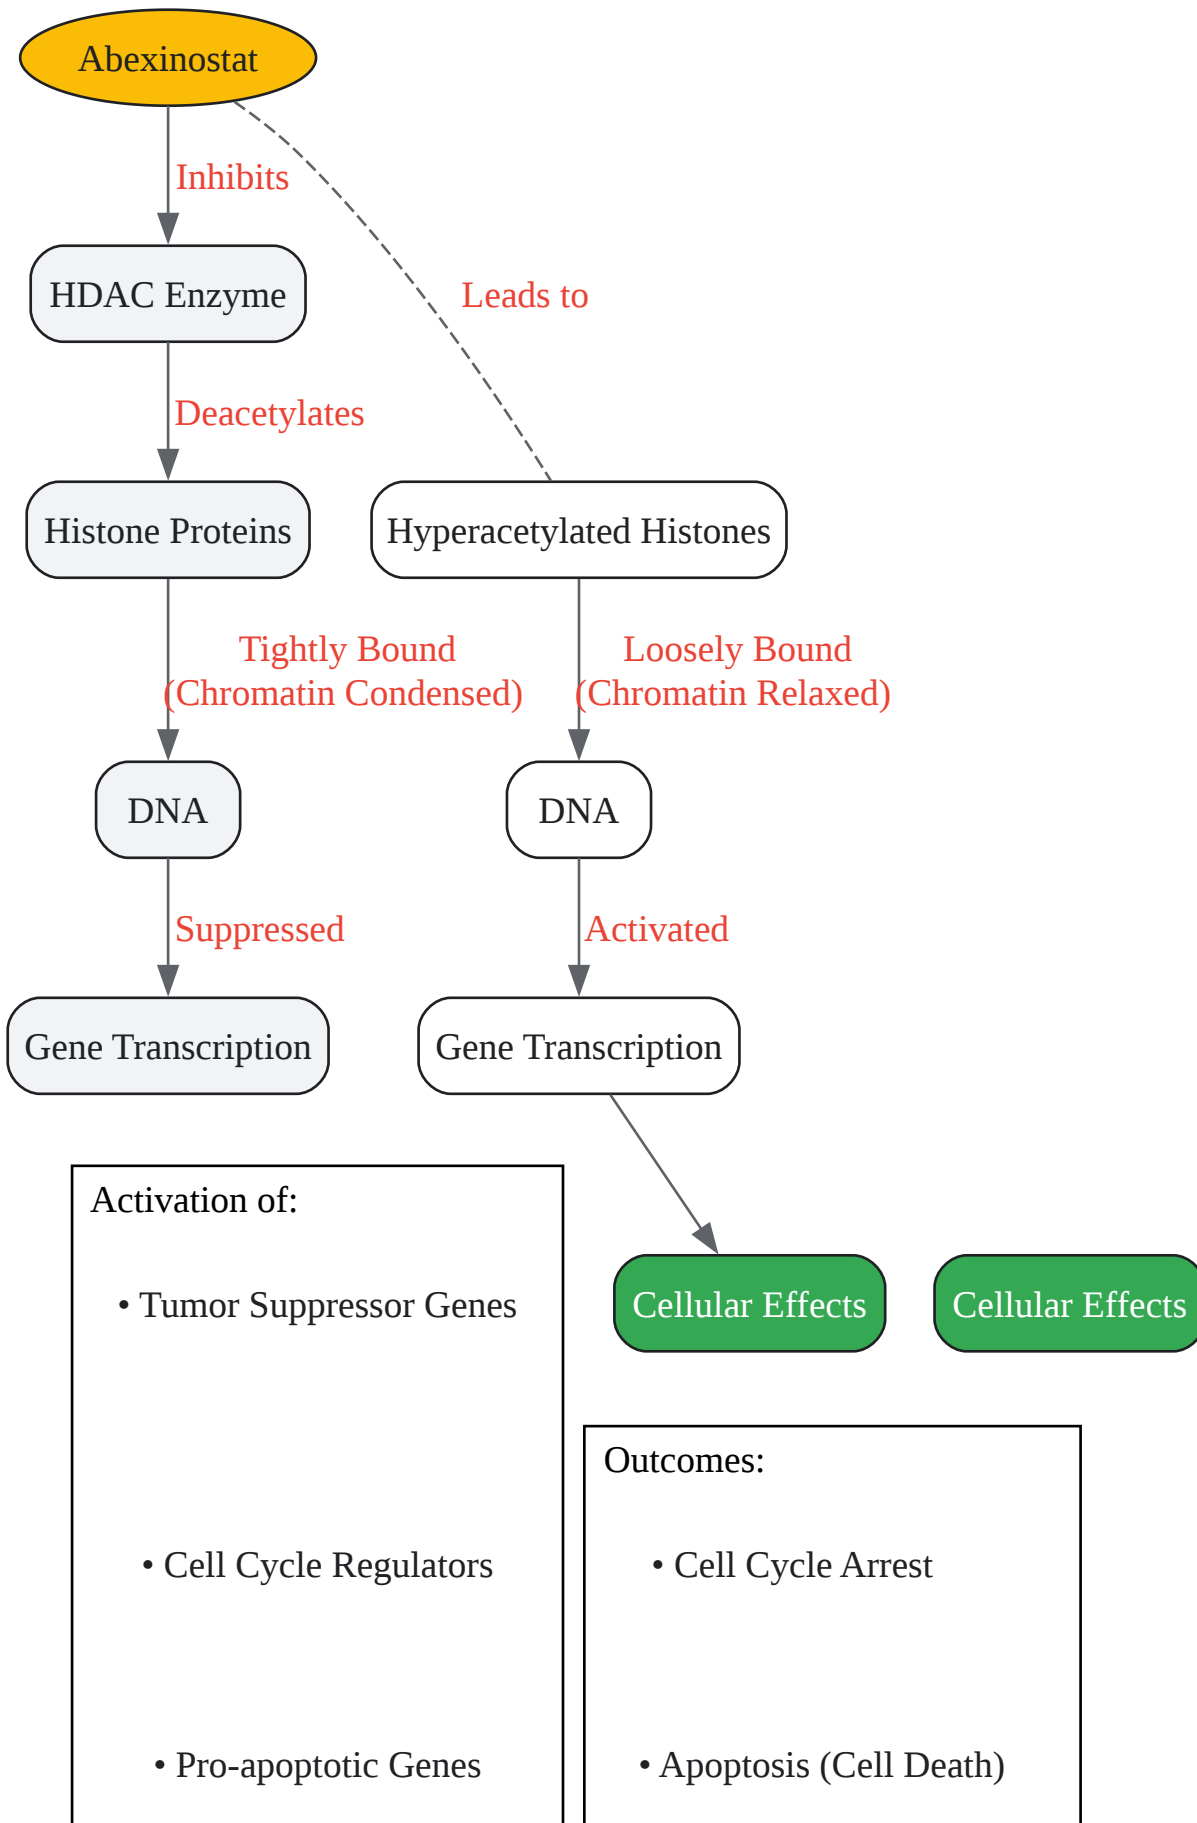 Abexinostat
Inhibits
HDAC Enzyme
Leads to
Deacetylates
Histone Proteins
Hyperacetylated Histones
Tightly Bound
(Chromatin Condensed)
Loosely Bound
(Chromatin Relaxed)
DNA
DNA
Suppressed
Activated
Gene Transcription
Gene Transcription
Activation of:
• Tumor Suppressor Genes
Cellular Effects
Cellular Effects
Outcomes:
• Cell Cycle Regulators
• Cell Cycle Arrest
• Pro-apoptotic Genes
• Apoptosis (Cell Death)